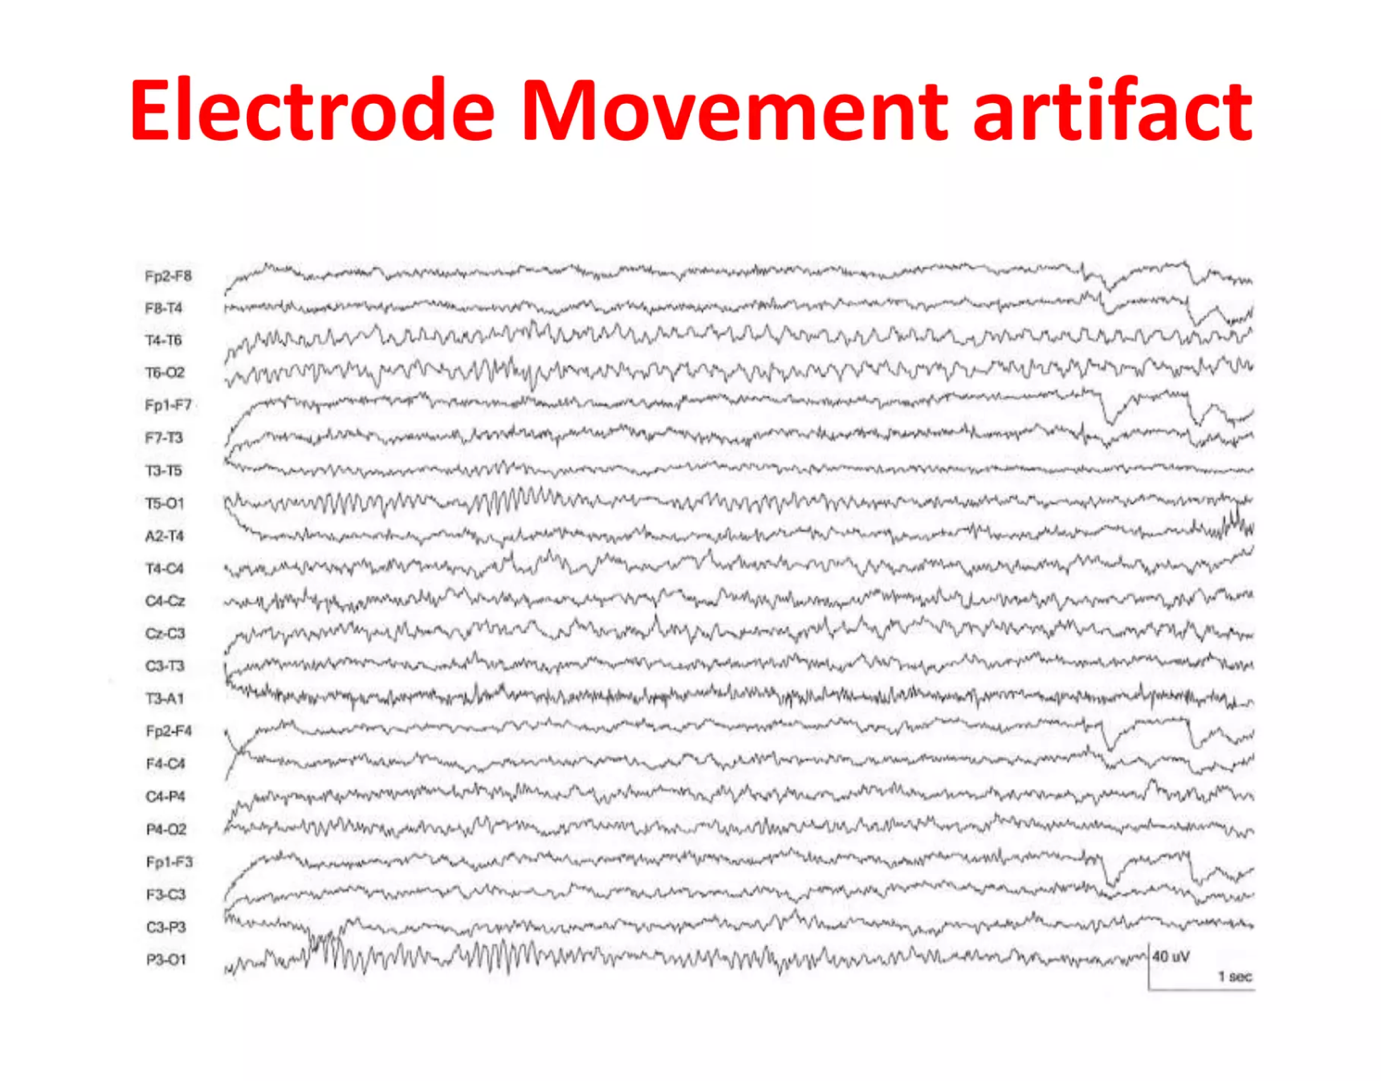 Electrode Movement artifact
Fp2-F8
F8-T4
T4-T6
T6-O2
Fp1-F7
F7-T3
T3-T5
T5-O1
A2-T4
T4-C4
C4-Cz
Cz-C3
C3-T3
T3-A1
Fp2-F4
F4-C4
C4-P4
P4-O2
Fp1-F3
F3-C3
C3-P3
P3-O1
40 uV
1 sec